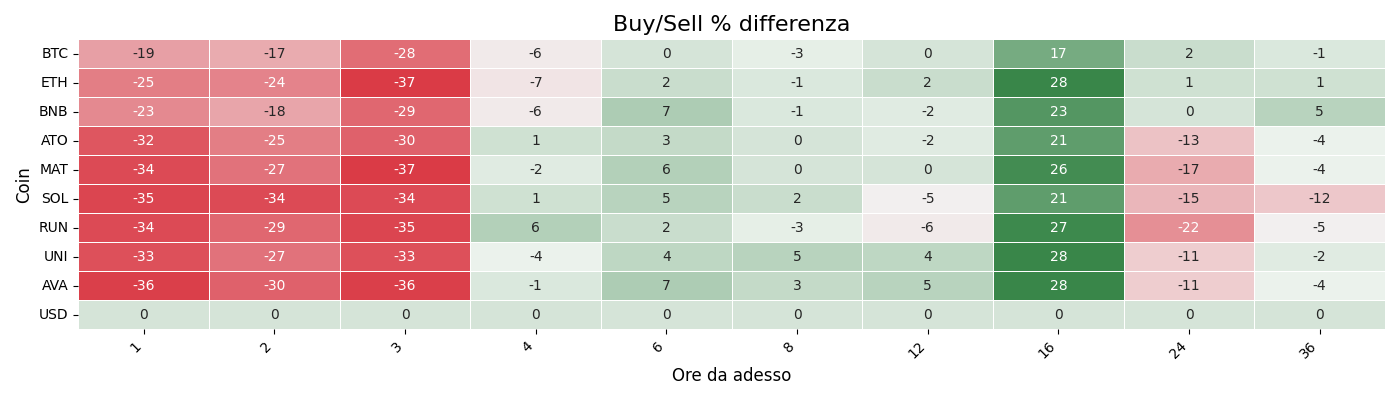 Buy/Sell % differenza
BTC -19 -17 -28 -6 0 -3 0 17 2 -1
ETH -25 -24 -37 -7 2 -1 2 28 1 1
BNB -23 -18 -29 -6 7 -1 -2 23 0 5
ATO -32 -25 -30 1 3 0 -2 21 -13 -4
MAT -34 -27 -37 -2 6 0 0 26 -17 -4
SOL -35 -34 -34 1 5 2 -5 21 -15 -12
RUN -34 -29 -35 6 2 -3 -6 27 -22 -5
UNI -33 -27 -33 -4 4 5 4 28 -11 -2
AVA -36 -30 -36 -1 7 3 5 28 -11 -4
USD 0 0 0 0 0 0 0 0 0 0
Coin
1 2 3 4 6 8 12 16 24 36
Ore da adesso